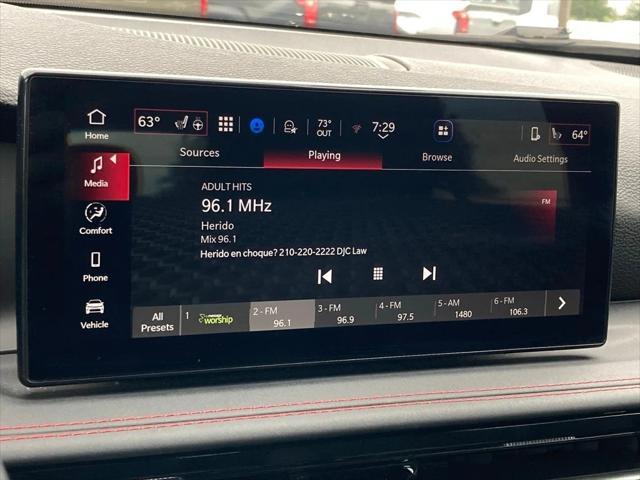 Home
63°
73°
OUT
7:29
64°
Sources
Playing
Browse
Audio Settings
Media
ADULT HITS
96.1 MHz
FM
Herido
Mix 96.1
Herido en choque? 210-220-2222 DJC Law
Comfort
Phone
Vehicle
All
Presets
1
worship
2 - FM
96.1
3 - FM
96.9
4 - FM
97.5
5 - AM
1480
6 - FM
106.3